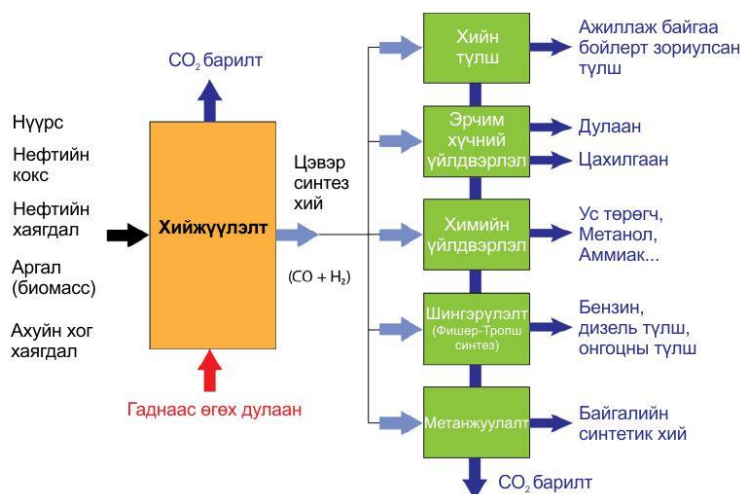 CO₂ барилт
Нүүрс
Нефтийн
кокс
Нефтийн
хаягдал
Аргал
(биомасс)
Ахуйн хог
хаягдал
Хийжүүлэлт
Гаднаас өгөх дулаан
Цэвэр
синтез
хий
(CO + H₂)
Хийн
түлш
Ажиллаж байгаа
бойлерт зориулсан
түлш
Эрчим
хүчний
үйлдвэрлэл
Дулаан
Цахилгаан
Химийн
үйлдвэрлэл
Ус төрөгч,
Метанол,
Аммиак...
Шингэрүлэлт
(Фишер-Тропш
синтез)
Бензин,
дизель түлш,
онгоцны түлш
Метанжуулалт
Байгалийн
синтетик хий
CO₂ барилт